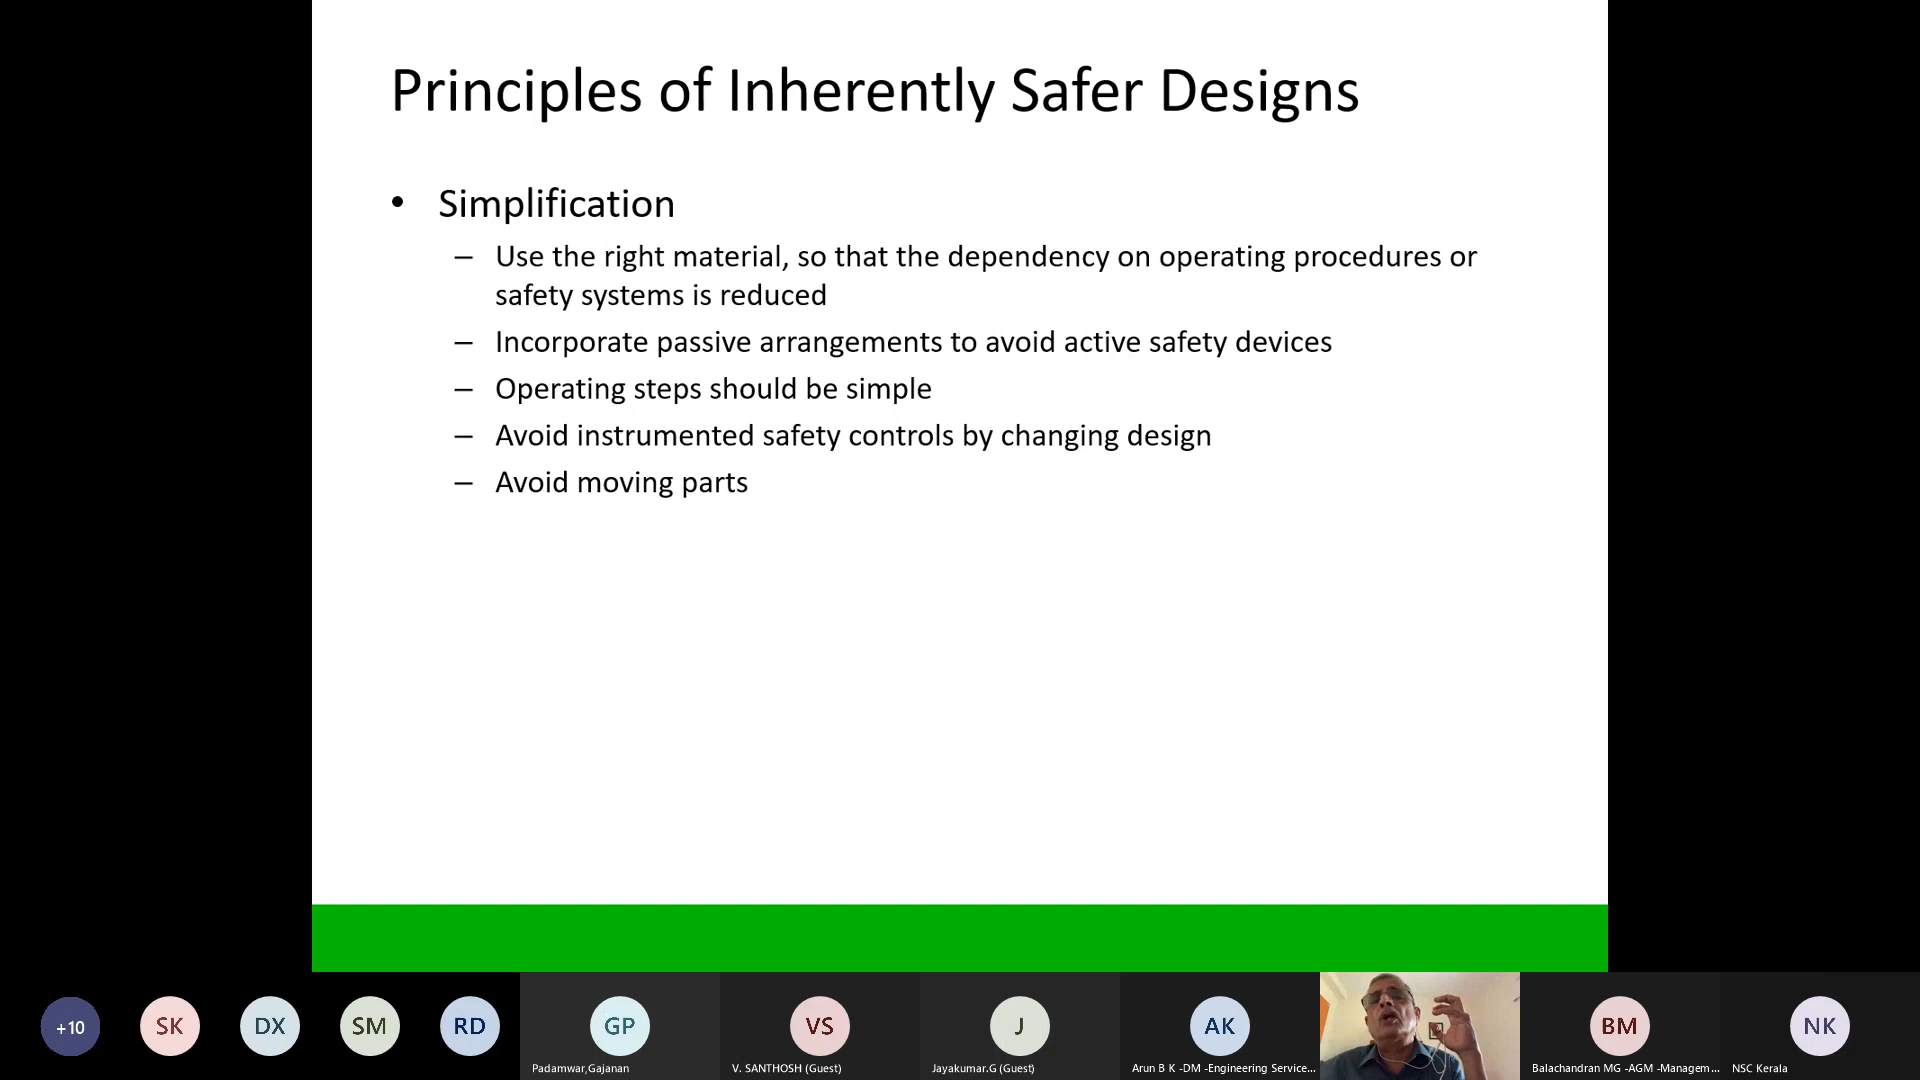 Principles of Inherently Safer Designs
• Simplification
– Use the right material, so that the dependency on operating procedures or
safety systems is reduced
– Incorporate passive arrangements to avoid active safety devices
– Operating steps should be simple
– Avoid instrumented safety controls by changing design
– Avoid moving parts
+10
SK
DX
SM
RD
GP
VS
J
AK
BM
NK
Padamwar,Gajanan
V. SANTHOSH (Guest)
Jayakumar.G (Guest)
Arun B K -DM -Engineering Service...
Balachandran MG -AGM -Managem...
NSC Kerala